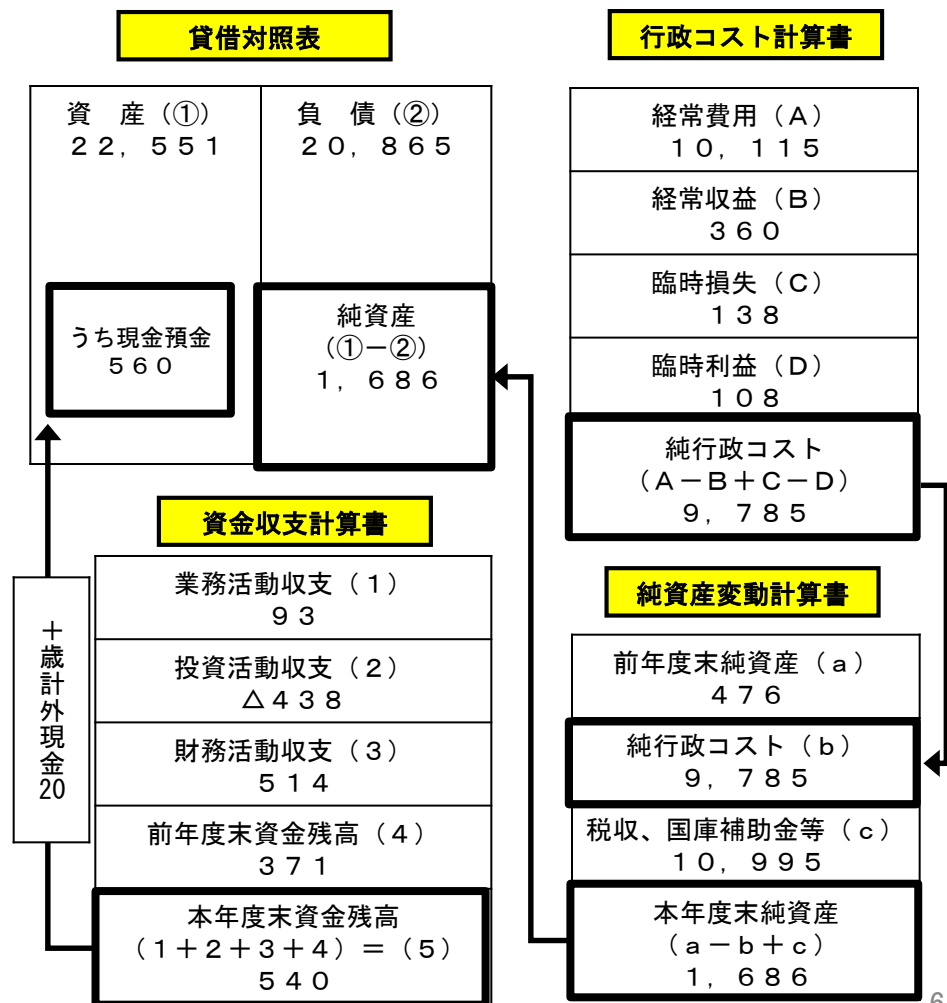 貸借対照表
資　産（①）
２２，５５１
負　債（②）
２０，８６５
うち現金預金
５６０
純資産
（①－②）
１，６８６
行政コスト計算書
経常費用（Ａ）
１０，１１５
経常収益（Ｂ）
３６０
臨時損失（Ｃ）
１３８
臨時利益（Ｄ）
１０８
純行政コスト
（Ａ－Ｂ＋Ｃ－Ｄ）
９，７８５
資金収支計算書
業務活動収支（１）
９３
投資活動収支（２）
△４３８
財務活動収支（３）
５１４
前年度末資金残高（４）
３７１
本年度末資金残高
（１＋２＋３＋４）＝（５）
５４０
＋歳計外現金20
純資産変動計算書
前年度末純資産（ａ）
４７６
純行政コスト（ｂ）
９，７８５
税収、国庫補助金等（ｃ）
１０，９９５
本年度末純資産
（ａ－ｂ＋ｃ）
１，６８６
6